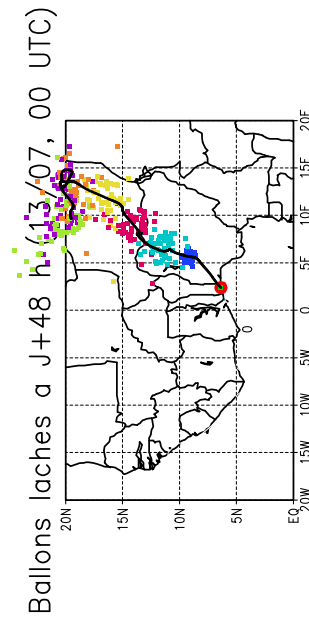 Ballons laches a J+48 h (13/07, 00 UTC)
20N
15N
10N
5N
0
EQ
20W 15W 10W 5W 0 5E 10E 15E 20E